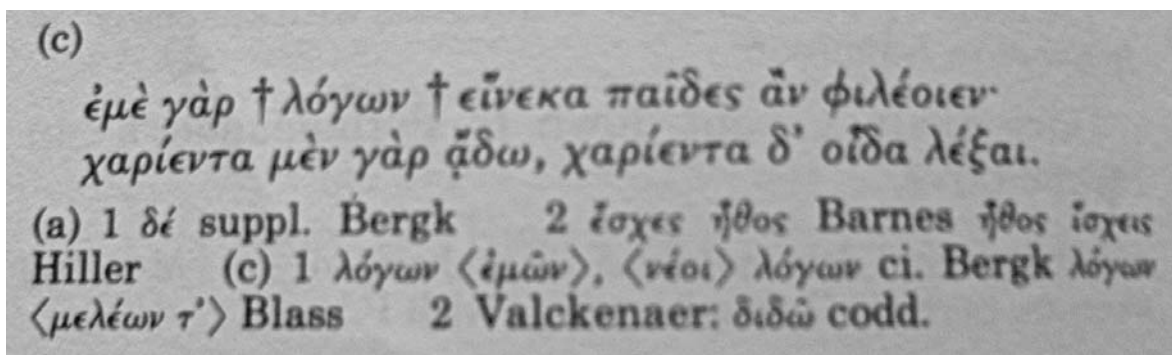 (c)
ἐμὲ γὰρ † λόγων † εἵνεκα παῖδες ἂν φιλέοιεν·
χαρίεντα μὲν γὰρ ᾄδω, χαρίεντα δ’ οἶδα λέξαι.
(a) 1 δέ suppl. Bergk 2 ἔσχες ἦθος Barnes ἦθος ἴσχεις
Hiller (c) 1 λόγων ⟨ἐμῶν⟩, ⟨νέοι⟩ λόγων ci. Bergk λόγων
⟨μελέων τ’⟩ Blass 2 Valckenaer: διδῶ codd.